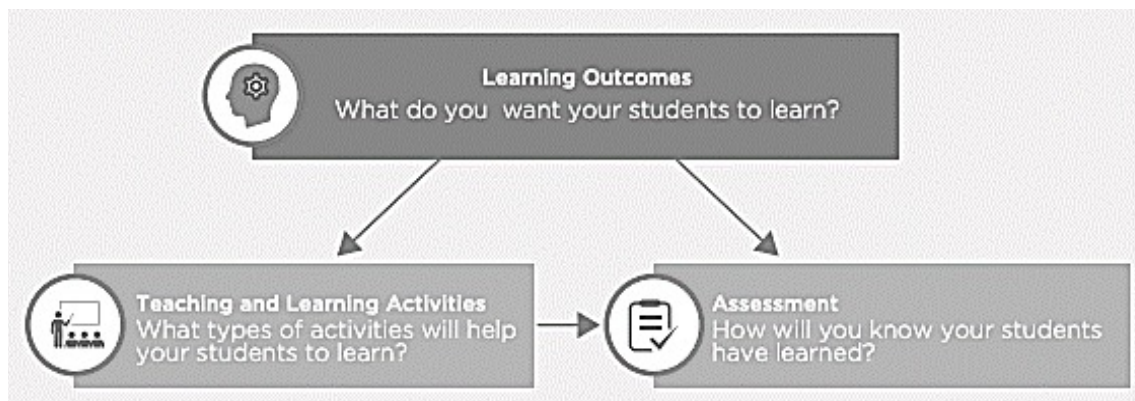 Learning Outcomes
What do you want your students to learn?
Teaching and Learning Activities
What types of activities will help
your students to learn?
Assessment
How will you know your students
have learned?